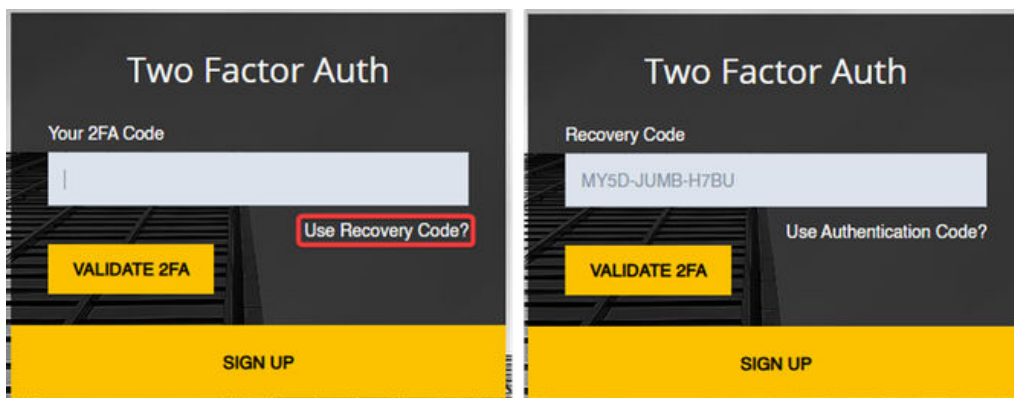 Two Factor Auth
Your 2FA Code
Use Recovery Code?
VALIDATE 2FA
SIGN UP
Two Factor Auth
Recovery Code
MY5D-JUMB-H7BU
Use Authentication Code?
VALIDATE 2FA
SIGN UP